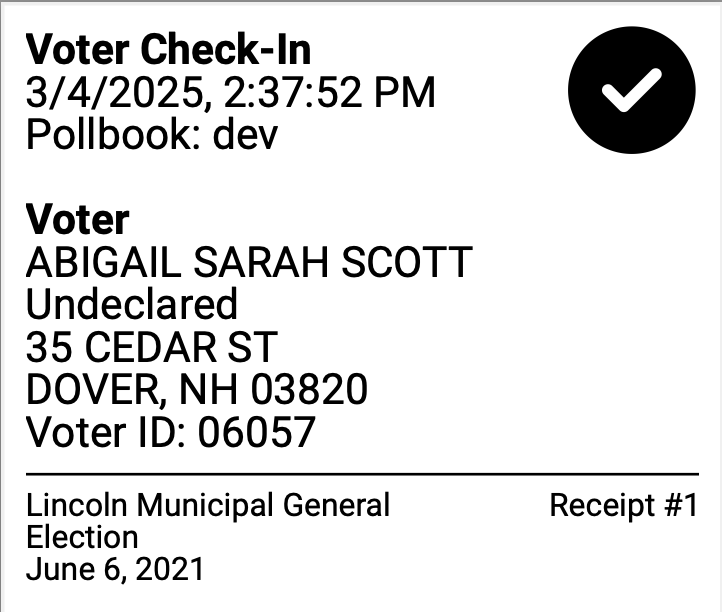 Voter Check-In
3/4/2025, 2:37:52 PM
Pollbook: dev
Voter
ABIGAIL SARAH SCOTT
Undeclared
35 CEDAR ST
DOVER, NH 03820
Voter ID: 06057
Lincoln Municipal General
Election
June 6, 2021
Receipt #1